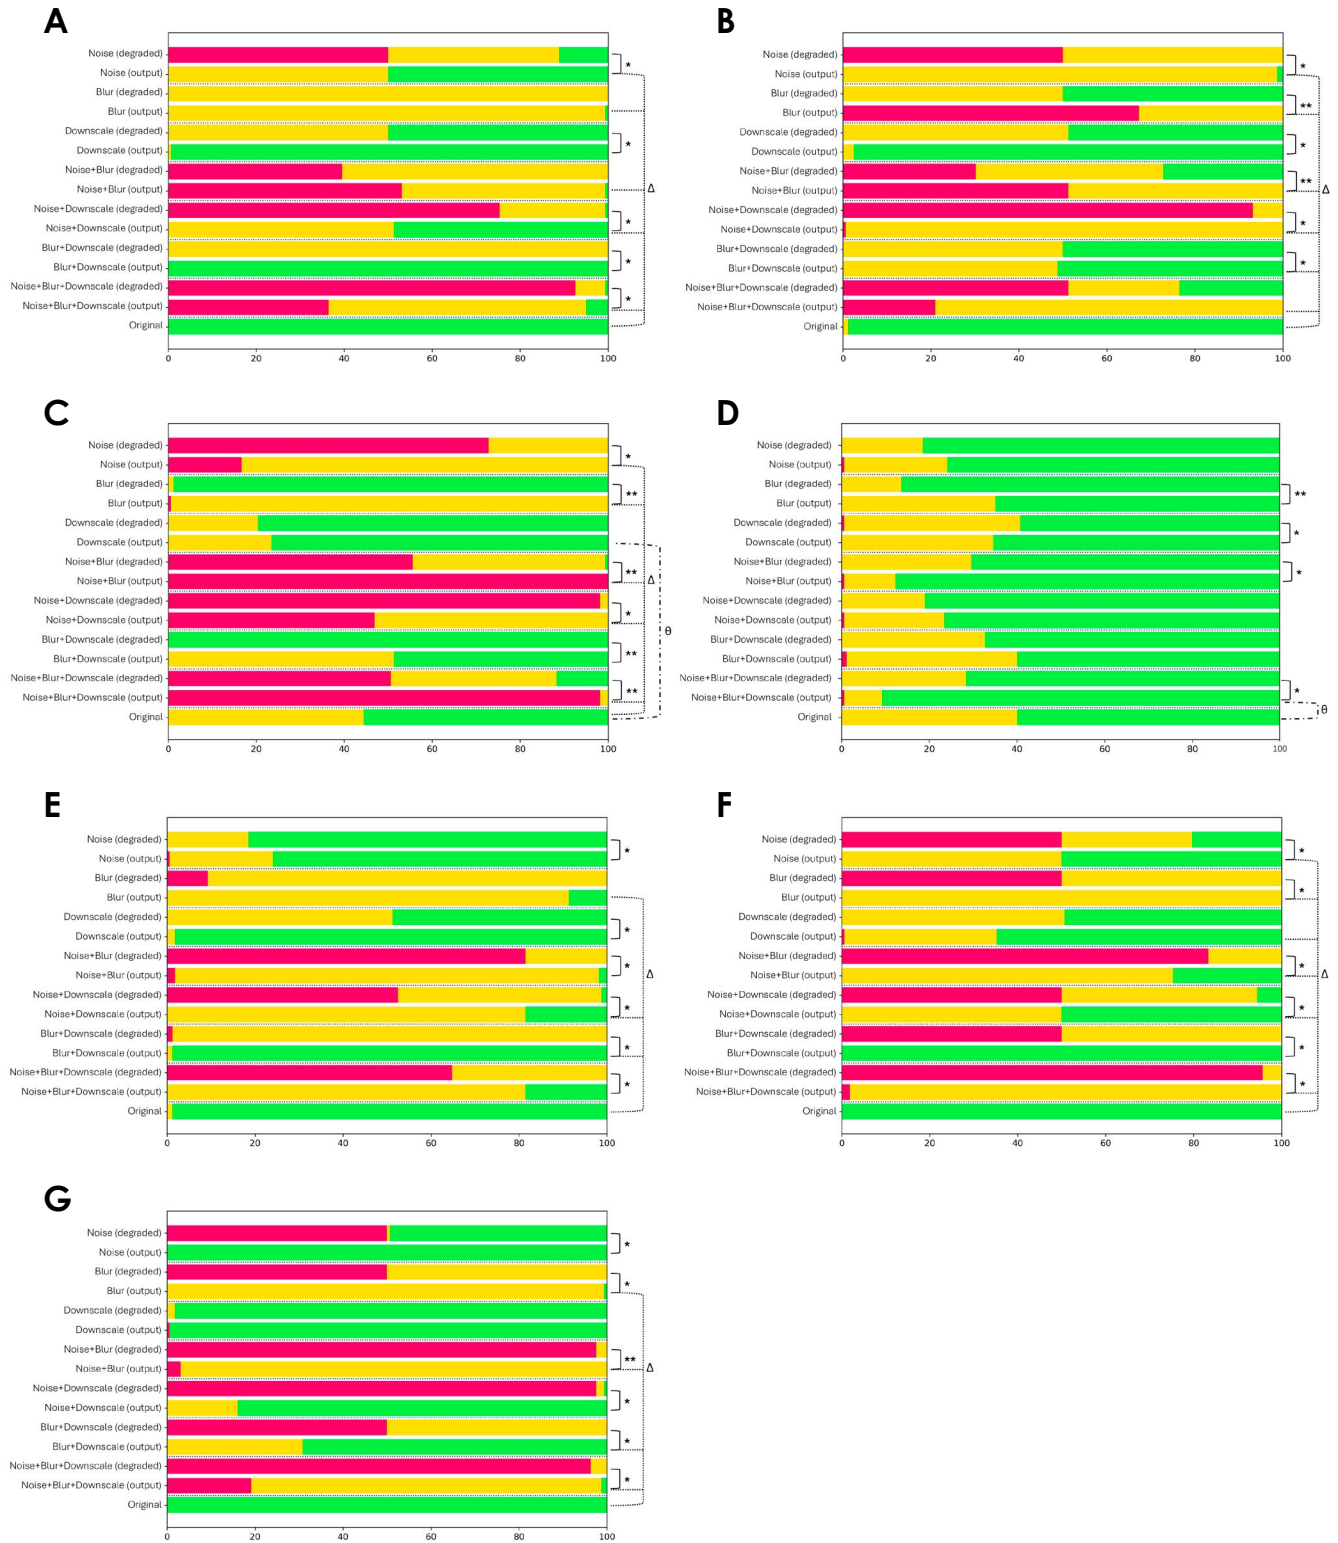 A
Noise (degraded)
Noise (output)
Blur (degraded)
Blur (output)
Downscale (degraded)
Downscale (output)
Noise+Blur (degraded)
Noise+Blur (output)
Noise+Downscale (degraded)
Noise+Downscale (output)
Blur+Downscale (degraded)
Blur+Downscale (output)
Noise+Blur+Downscale (degraded)
Noise+Blur+Downscale (output)
Original
* * * * * Δ
0 20 40 60 80 100
B
Noise (degraded)
Noise (output)
Blur (degraded)
Blur (output)
Downscale (degraded)
Downscale (output)
Noise+Blur (degraded)
Noise+Blur (output)
Noise+Downscale (degraded)
Noise+Downscale (output)
Blur+Downscale (degraded)
Blur+Downscale (output)
Noise+Blur+Downscale (degraded)
Noise+Blur+Downscale (output)
Original
* ** * ** * * Δ
0 20 40 60 80 100
C
Noise (degraded)
Noise (output)
Blur (degraded)
Blur (output)
Downscale (degraded)
Downscale (output)
Noise+Blur (degraded)
Noise+Blur (output)
Noise+Downscale (degraded)
Noise+Downscale (output)
Blur+Downscale (degraded)
Blur+Downscale (output)
Noise+Blur+Downscale (degraded)
Noise+Blur+Downscale (output)
Original
* ** ** * ** ** Δ θ
0 20 40 60 80 100
D
Noise (degraded)
Noise (output)
Blur (degraded)
Blur (output)
Downscale (degraded)
Downscale (output)
Noise+Blur (degraded)
Noise+Blur (output)
Noise+Downscale (degraded)
Noise+Downscale (output)
Blur+Downscale (degraded)
Blur+Downscale (output)
Noise+Blur+Downscale (degraded)
Noise+Blur+Downscale (output)
Original
** * * * θ
0 20 40 60 80 100
E
Noise (degraded)
Noise (output)
Blur (degraded)
Blur (output)
Downscale (degraded)
Downscale (output)
Noise+Blur (degraded)
Noise+Blur (output)
Noise+Downscale (degraded)
Noise+Downscale (output)
Blur+Downscale (degraded)
Blur+Downscale (output)
Noise+Blur+Downscale (degraded)
Noise+Blur+Downscale (output)
Original
* * * * * * Δ
0 20 40 60 80 100
F
Noise (degraded)
Noise (output)
Blur (degraded)
Blur (output)
Downscale (degraded)
Downscale (output)
Noise+Blur (degraded)
Noise+Blur (output)
Noise+Downscale (degraded)
Noise+Downscale (output)
Blur+Downscale (degraded)
Blur+Downscale (output)
Noise+Blur+Downscale (degraded)
Noise+Blur+Downscale (output)
Original
* * * * * * Δ
0 20 40 60 80 100
G
Noise (degraded)
Noise (output)
Blur (degraded)
Blur (output)
Downscale (degraded)
Downscale (output)
Noise+Blur (degraded)
Noise+Blur (output)
Noise+Downscale (degraded)
Noise+Downscale (output)
Blur+Downscale (degraded)
Blur+Downscale (output)
Noise+Blur+Downscale (degraded)
Noise+Blur+Downscale (output)
Original
* * ** * * * Δ
0 20 40 60 80 100